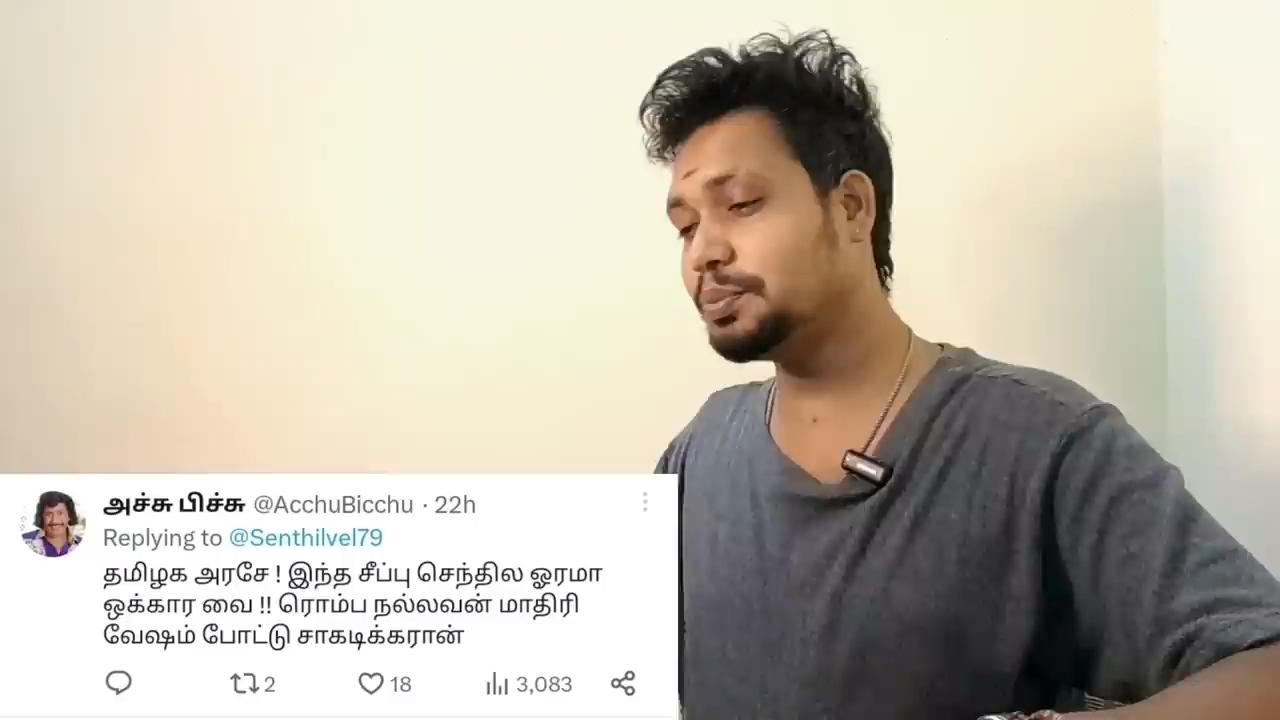 அச்சு பிச்சு @AcchuBicchu · 22h
Replying to @Senthilvel79
தமிழக அரசே ! இந்த சீப்பு செந்தில ஓரமா
ஒக்கார வை !! ரொம்ப நல்லவன் மாதிரி
வேஷம் போட்டு சாகடிக்கரான்
2 18 3,083